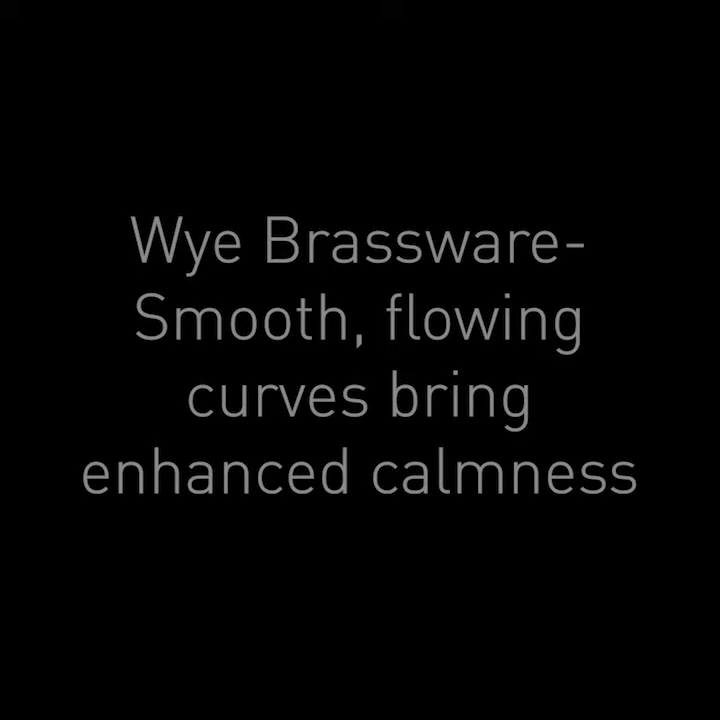 Wye Brassware-
Smooth, flowing
curves bring
enhanced calmness